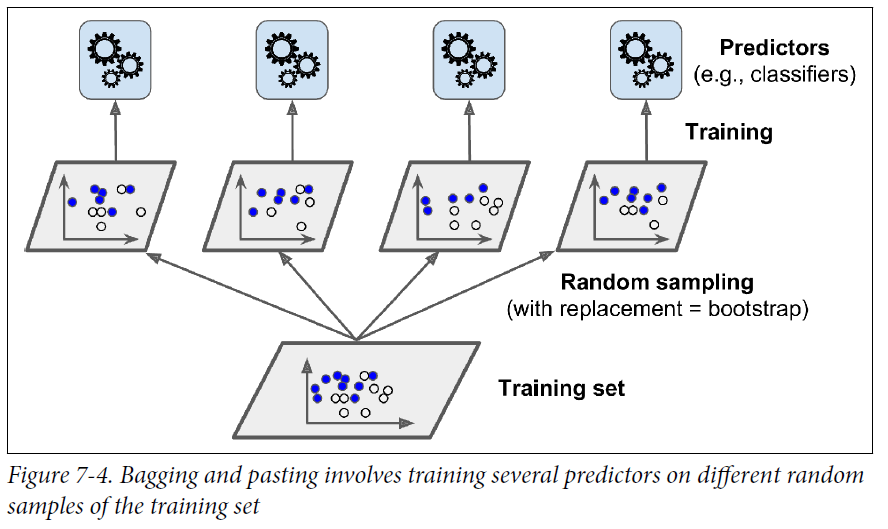 Predictors
(e.g., classifiers)
Training
Random sampling
(with replacement = bootstrap)
Training set
Figure 7-4. Bagging and pasting involves training several predictors on different random
samples of the training set